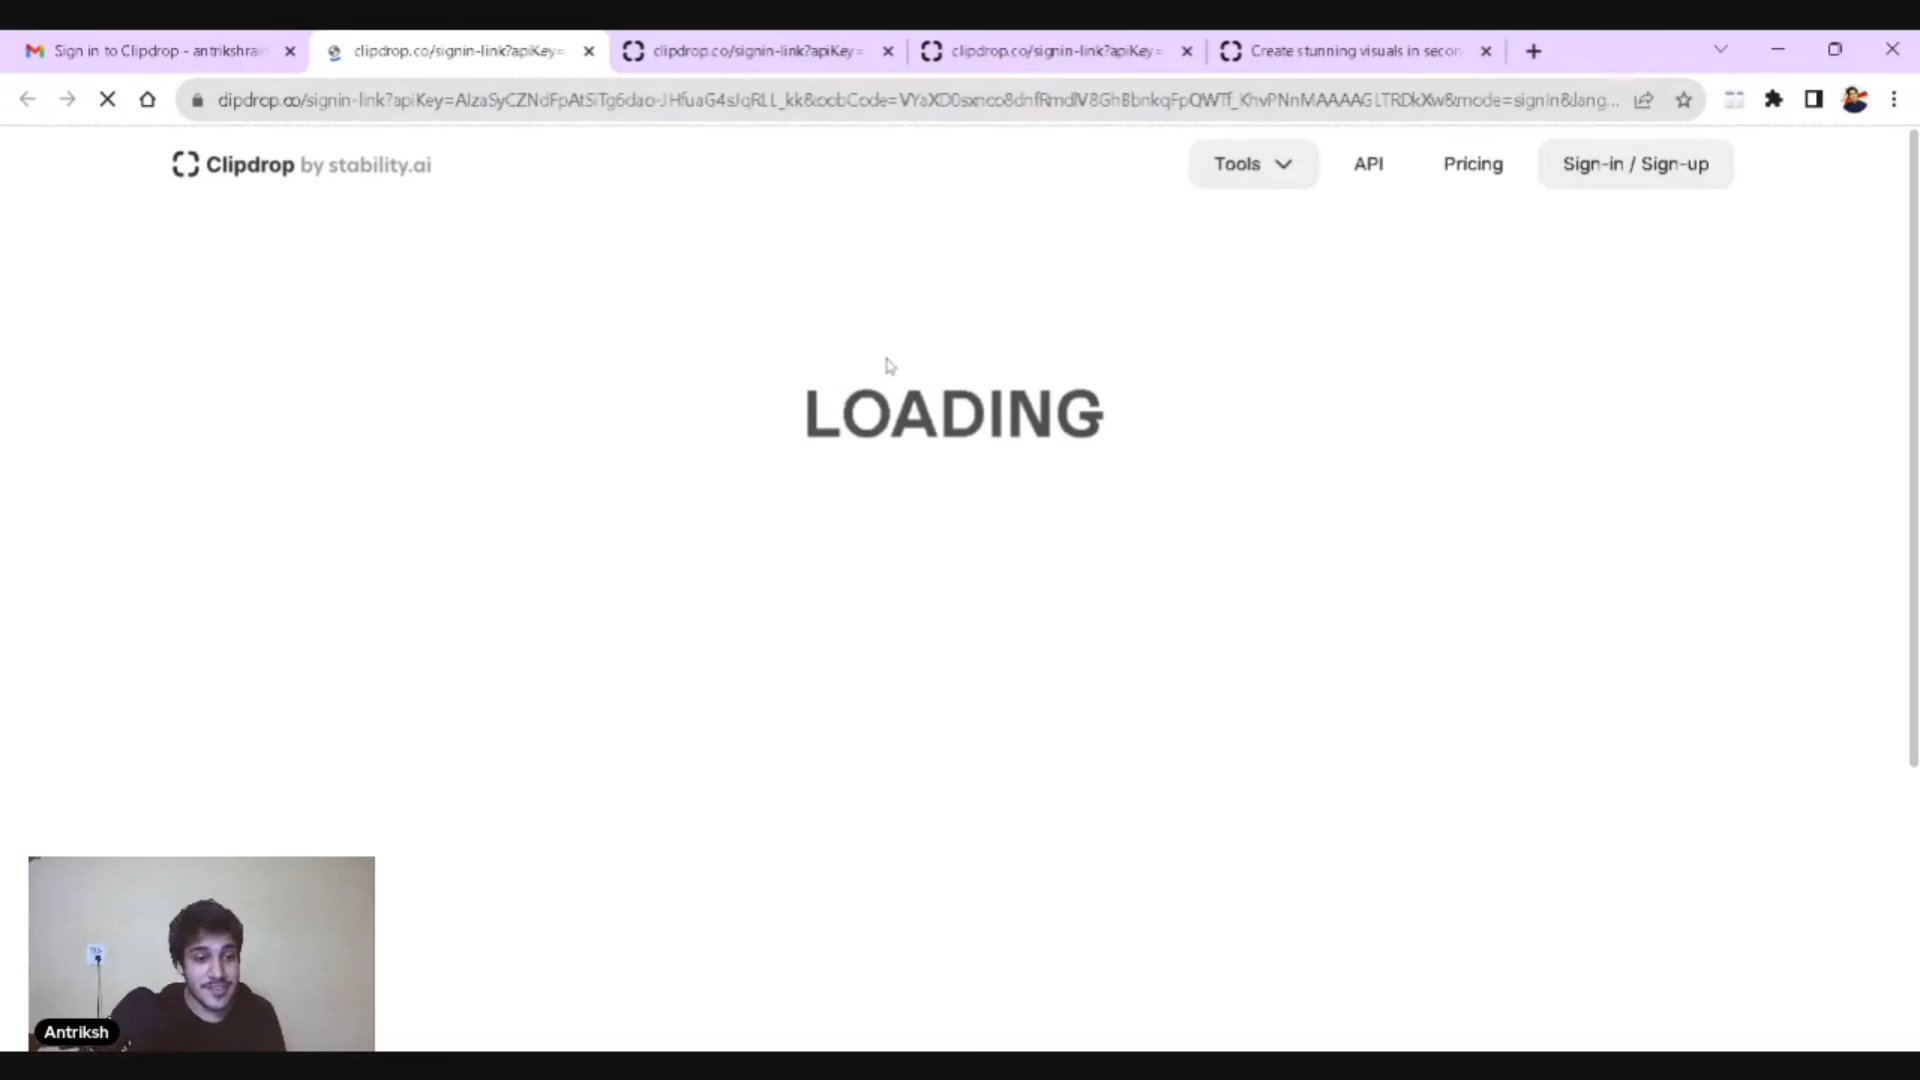 Sign in to Clipdrop - antrikshrai
clipdrop.co/signin-link?apiKey=
clipdrop.co/signin-link?apiKey=
clipdrop.co/signin-link?apiKey=
Create stunning visuals in secon
Clipdrop by stability.ai
Tools
API
Pricing
Sign-in / Sign-up
LOADING
Antriksh